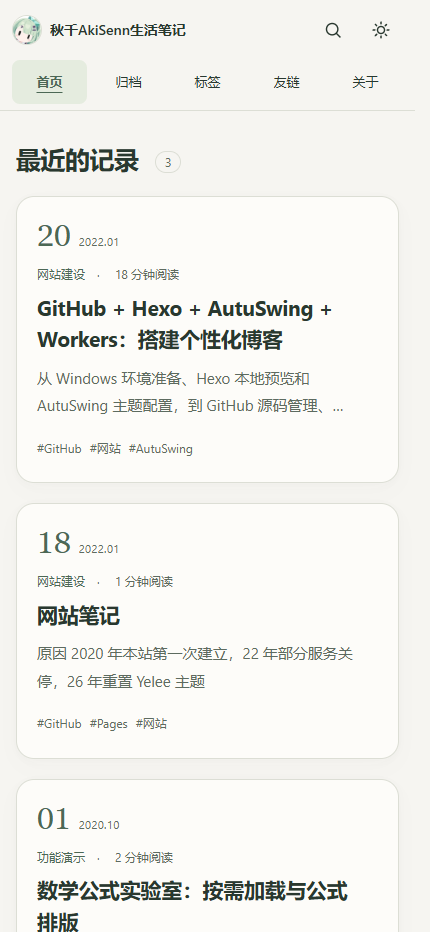 秋千AkiSenn生活笔记
首页 归档 标签 友链 关于
最近的记录 3
20 2022.01
网站建设 · 18 分钟阅读
GitHub + Hexo + AutuSwing +
Workers：搭建个性化博客
从 Windows 环境准备、Hexo 本地预览和
AutuSwing 主题配置，到 GitHub 源码管理、...
#GitHub #网站 #AutuSwing
18 2022.01
网站建设 · 1 分钟阅读
网站笔记
原因 2020 年本站第一次建立，22 年部分服务关
停，26 年重置 Yelee 主题
#GitHub #Pages #网站
01 2020.10
功能演示 · 2 分钟阅读
数学公式实验室：按需加载与公式
排版